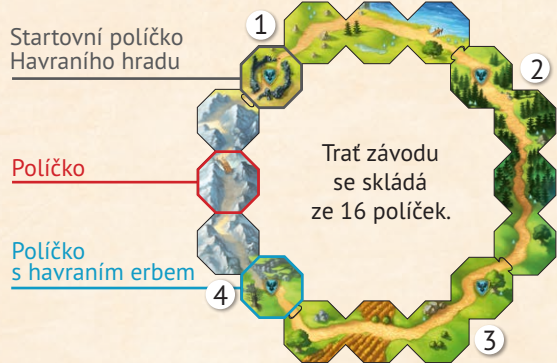 1
Startovní políčko
Havraního hradu
2
Políčko
Trať závodu
se skládá
ze 16 políček.
Políčko
s havraním erbem
4
3